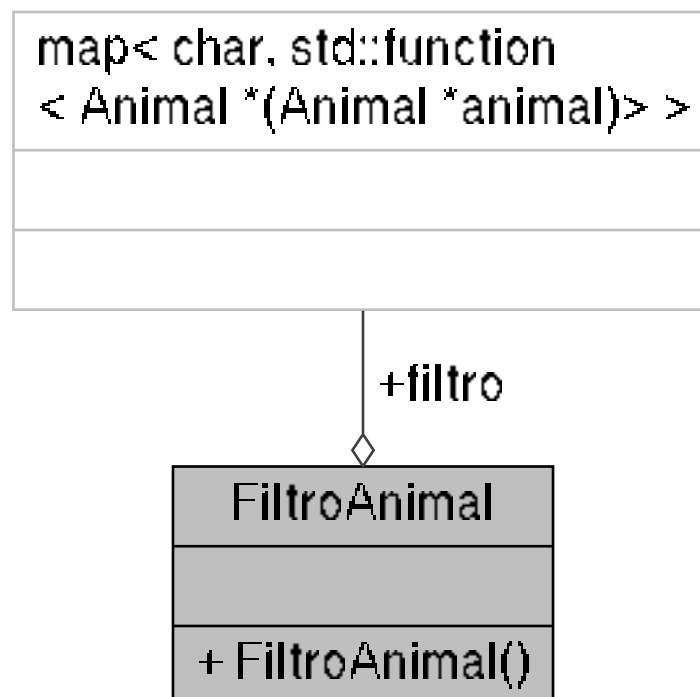 map< char, std::function
< Animal *(Animal *animal)> >
+filtro
FiltroAnimal
+ FiltroAnimal()